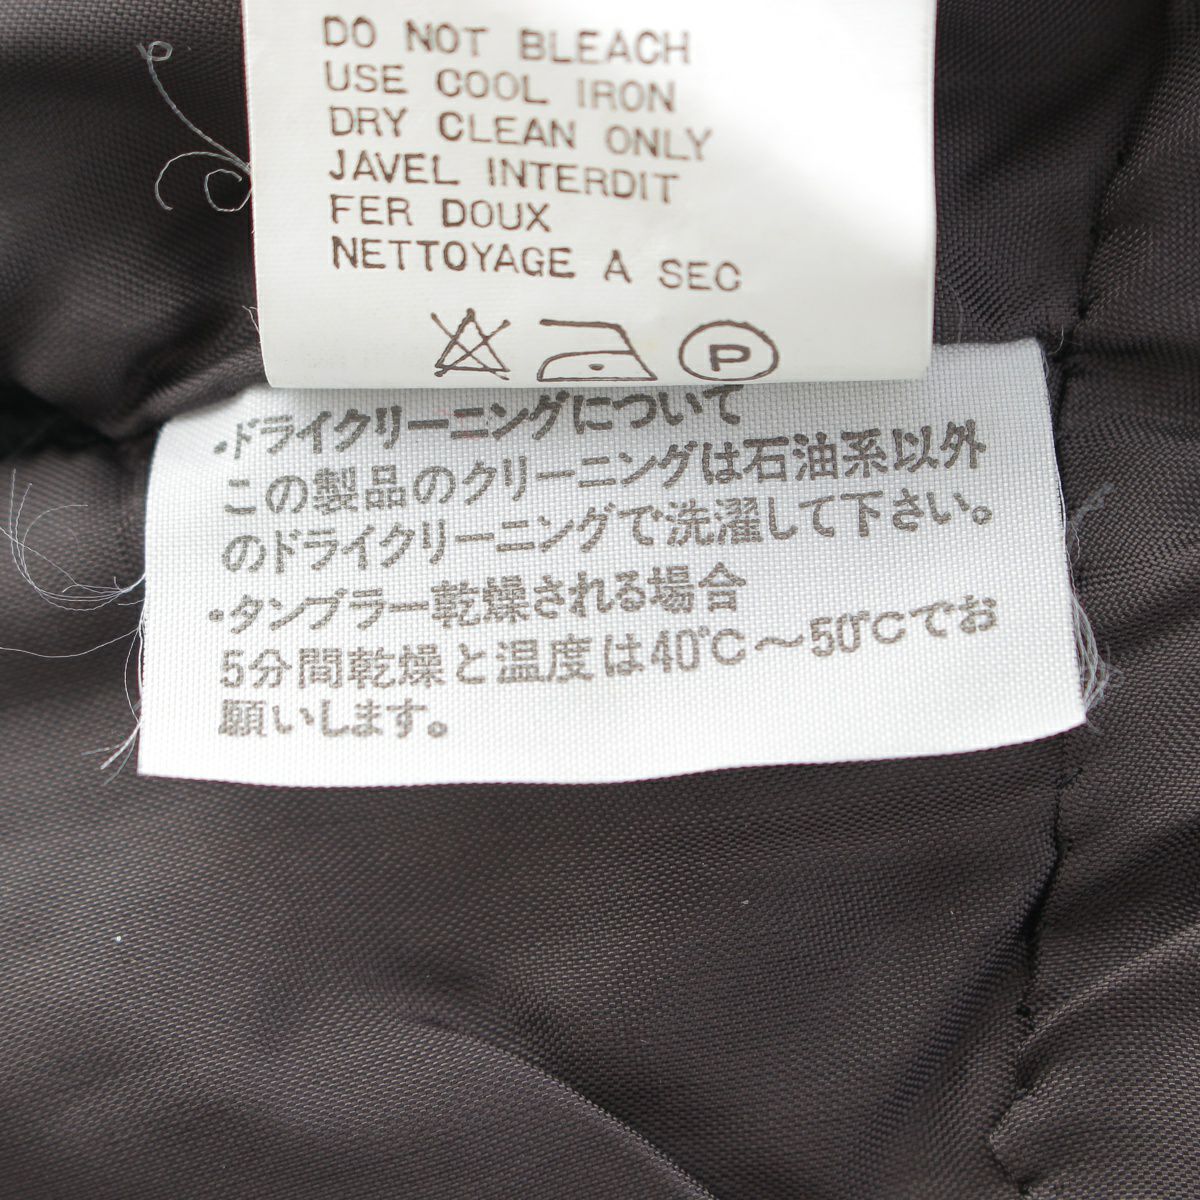 DO NOT BLEACH
USE COOL IRON
DRY CLEAN ONLY
JAVEL INTERDIT
FER DOUX
NETTOYAGE A SEC
P
・ドライクリーニングについて
この製品のクリーニングは石油系以外
のドライクリーニングで洗濯して下さい。
・タンブラー乾燥される場合
5分間乾燥と温度は40℃～50℃でお
願いします。